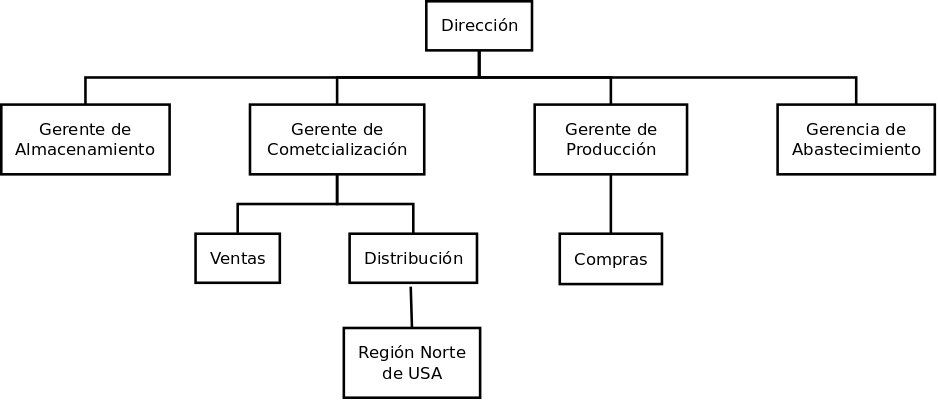 Dirección
Gerente de
Almacenamiento
Gerente de
Cometcialización
Gerente de
Producción
Gerencia de
Abastecimiento
Ventas
Distribución
Compras
Región Norte
de USA